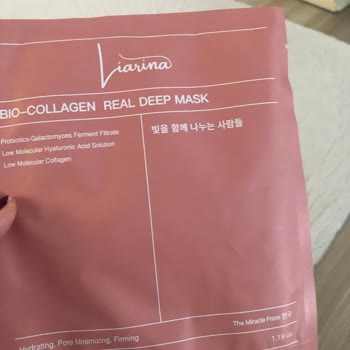 Liarina
BIO-COLLAGEN REAL DEEP MASK
Probiotics-Galactomyces Ferment Filtrate
Low Molecular Hyaluronic Acid Solution
Low Molecular Collagen
빛을 함께 나누는 사람들
The Miracle From 한국
Hydrating, Pore Minimizing, Firming
1.19 oz